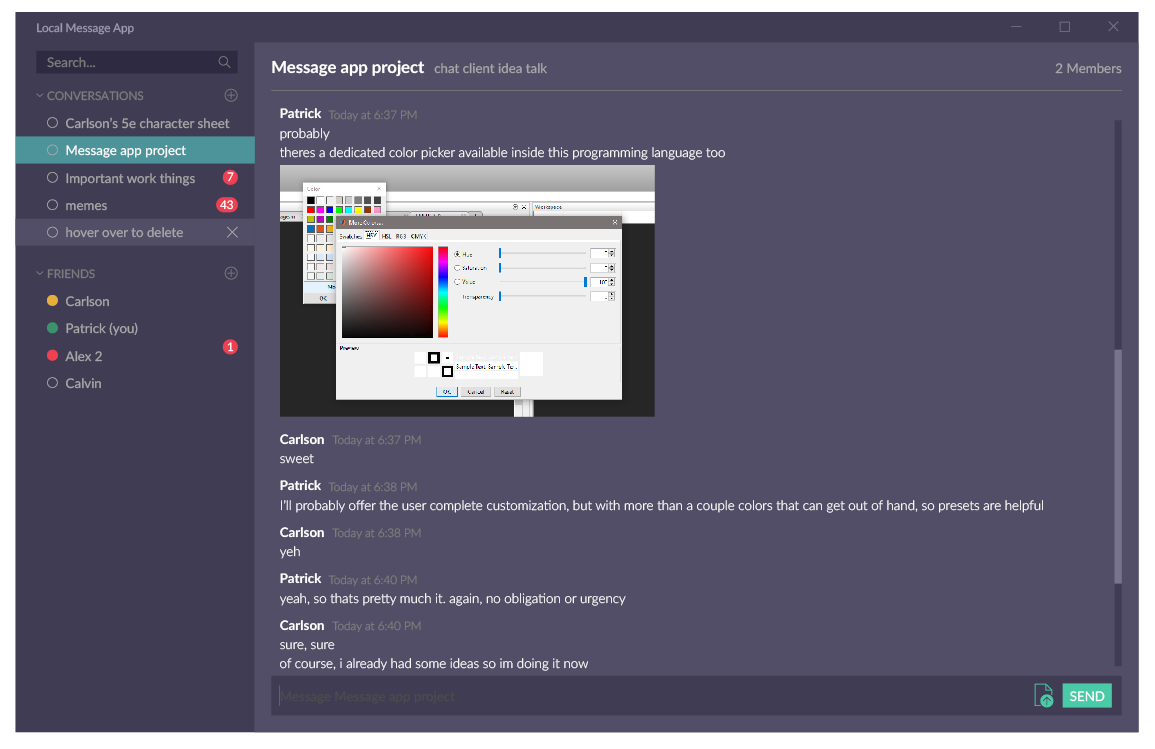 Local Message App
Search...
CONVERSATIONS
Carlson's 5e character sheet
Message app project
Important work things 7
memes 43
hover over to delete
FRIENDS
Carlson
Patrick (you)
Alex 2 1
Calvin
Message app project chat client idea talk 2 Members
Patrick Today at 6:37 PM
probably
theres a dedicated color picker available inside this programming language too
Color
Workspace
More Colors...
Swatches HSV HSL RGB CMYK
Hue
Saturation
Value
Transparency
Preview
Sample Text Sample Te...
OK
OK Cancel Reset
Carlson Today at 6:37 PM
sweet
Patrick Today at 6:38 PM
I'll probably offer the user complete customization, but with more than a couple colors that can get out of hand, so presets are helpful
Carlson Today at 6:38 PM
yeh
Patrick Today at 6:40 PM
yeah, so thats pretty much it. again, no obligation or urgency
Carlson Today at 6:40 PM
sure, sure
of course, i already had some ideas so im doing it now
Message Message app project
SEND